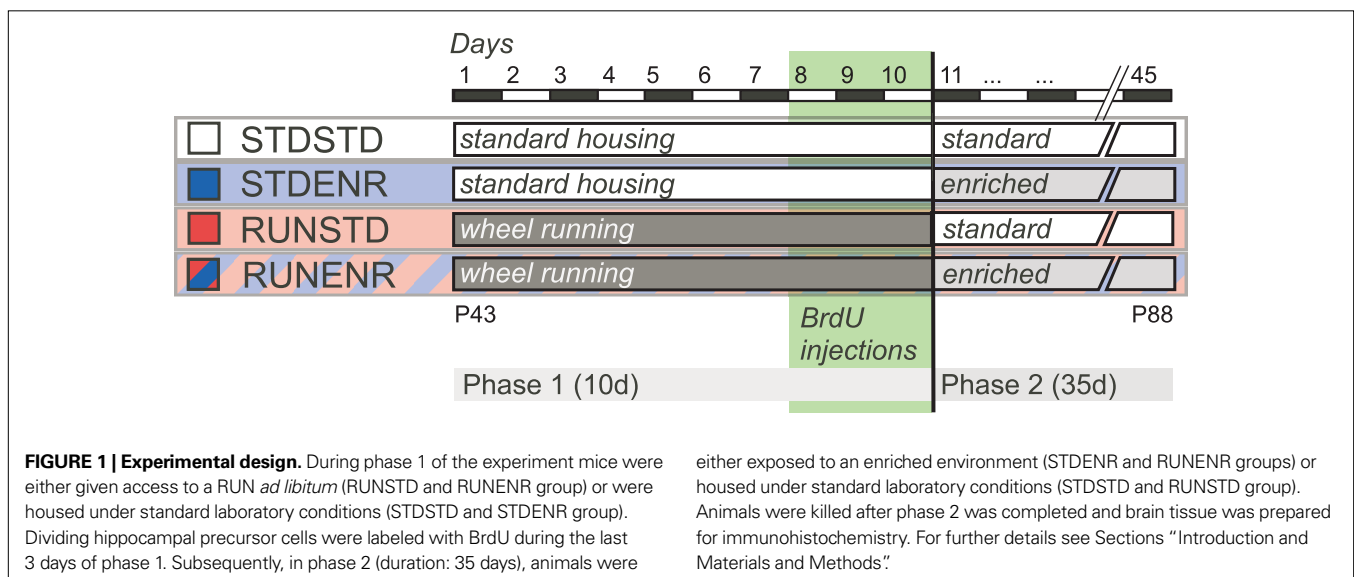 Days
1 2 3 4 5 6 7 8 9 10 11 ... ... 45
STDSTD standard housing standard
STDENR standard housing enriched
RUNSTD wheel running standard
RUNENR wheel running enriched
P43 BrdU injections P88
Phase 1 (10d) Phase 2 (35d)
FIGURE 1 | Experimental design. During phase 1 of the experiment mice were
either given access to a RUN ad libitum (RUNSTD and RUNENR group) or were
housed under standard laboratory conditions (STDSTD and STDENR group).
Dividing hippocampal precursor cells were labeled with BrdU during the last
3 days of phase 1. Subsequently, in phase 2 (duration: 35 days), animals were
either exposed to an enriched environment (STDENR and RUNENR groups) or
housed under standard laboratory conditions (STDSTD and RUNSTD group).
Animals were killed after phase 2 was completed and brain tissue was prepared
for immunohistochemistry. For further details see Sections “Introduction and
Materials and Methods”.